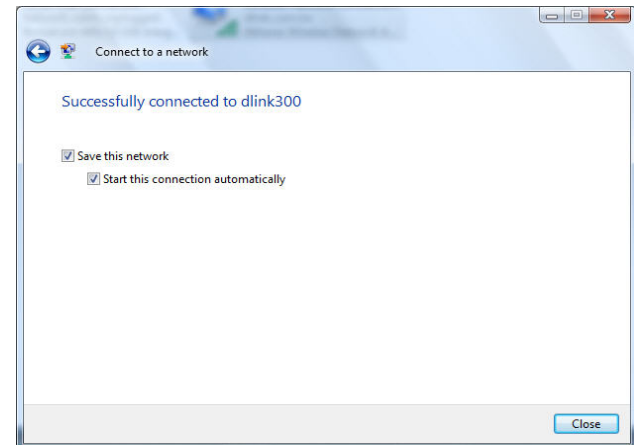 Connect to a network
Successfully connected to dlink300
Save this network
Start this connection automatically
Close